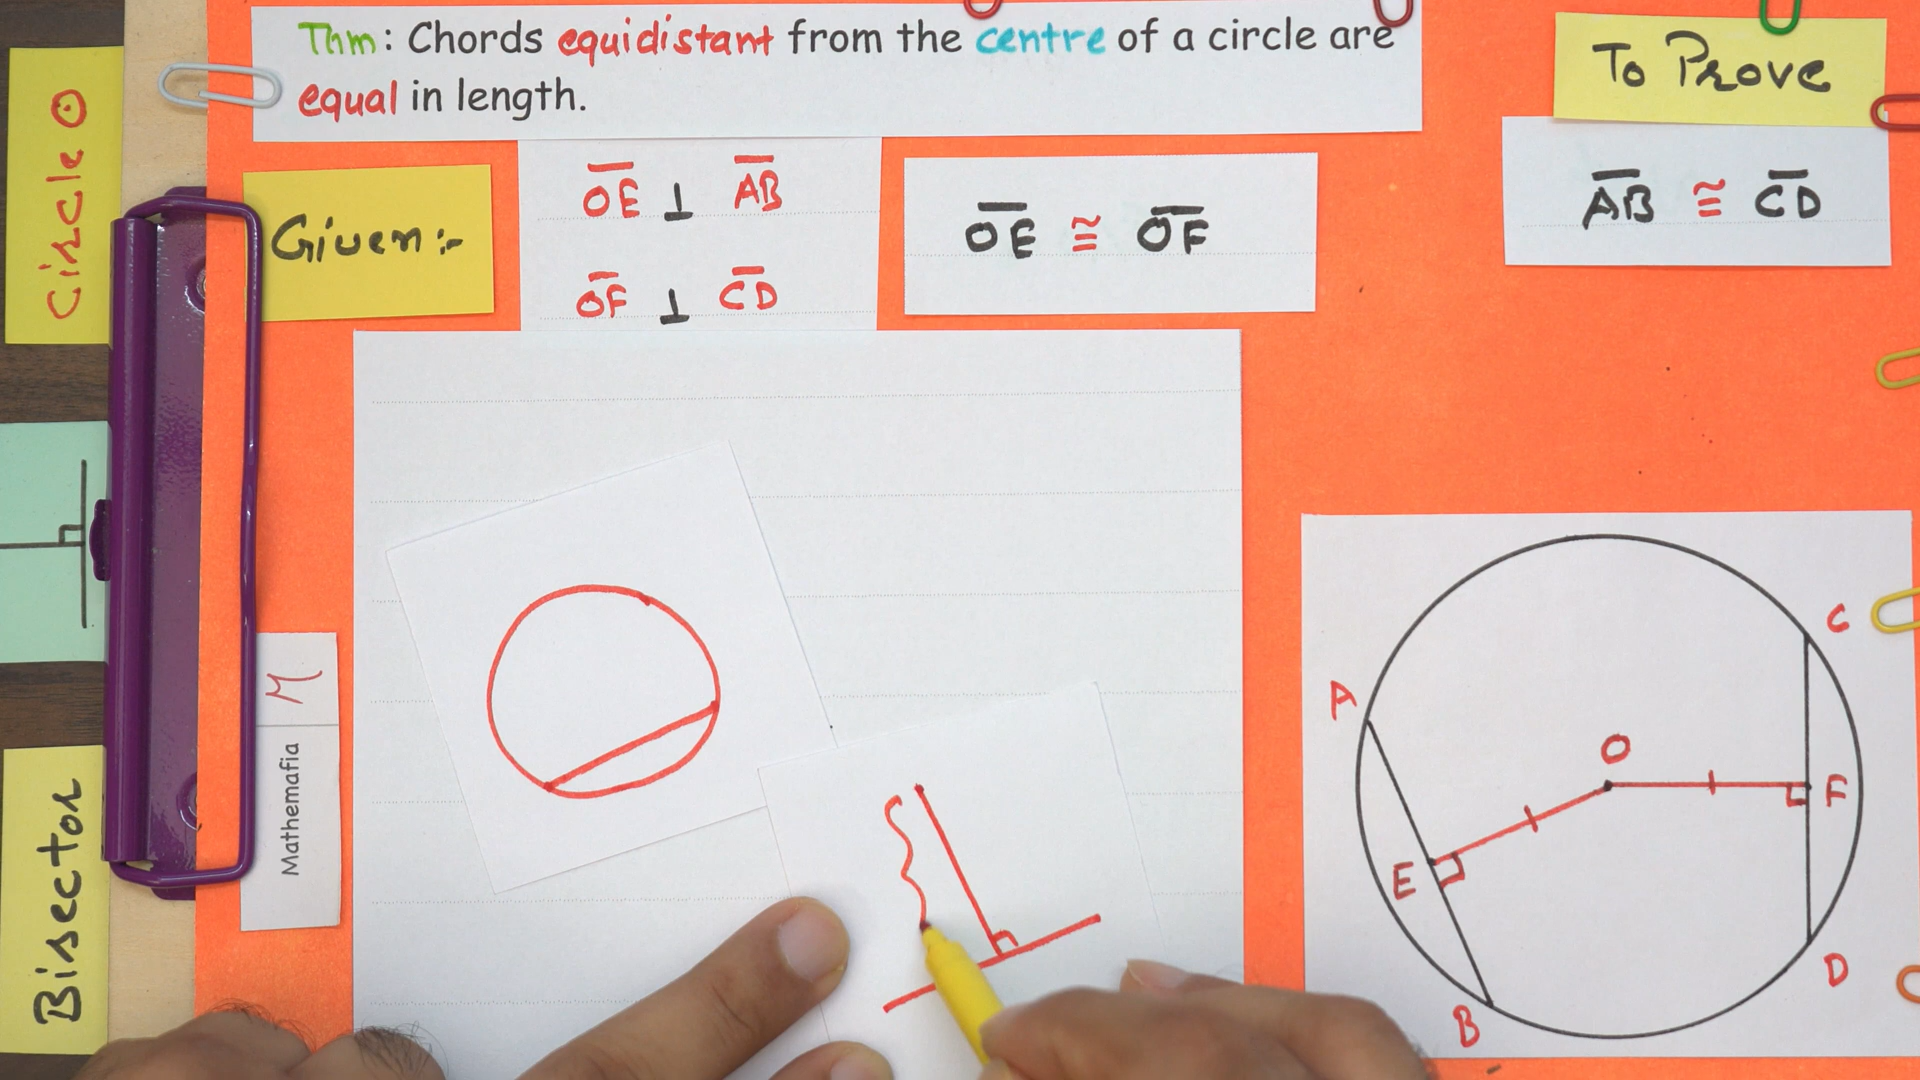 Thm: Chords equidistant from the centre of a circle are
equal in length.
To Prove
AB ≅ CD
Given:-
OE ⊥ AB
OF ⊥ CD
OE ≅ OF
Circle O
Bisector
M
Mathemafia
A
B
C
D
E
F
O